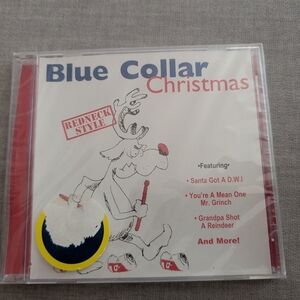 Blue Collar
Christmas
REDNECK
STYLE
•Featuring•
• Santa Got A D.W.I
• You're A Mean One
Mr. Grinch
• Grandpa Shot
A Reindeer
And More!